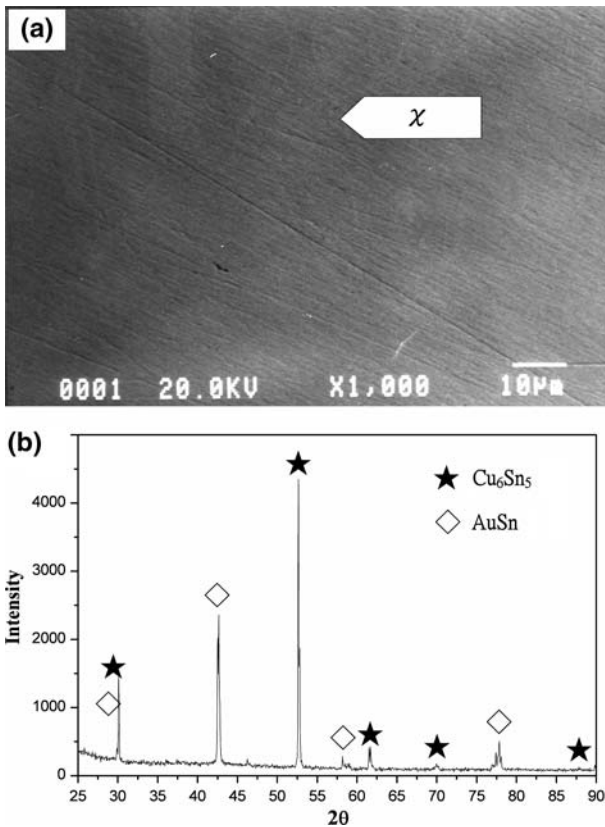 (a)
χ
0001 20.0KV X1,000 10µm
(b)
Cu₆Sn₅
AuSn
Intensity
4000
3000
2000
1000
0
25 30 35 40 45 50 55 60 65 70 75 80 85 90
2θ